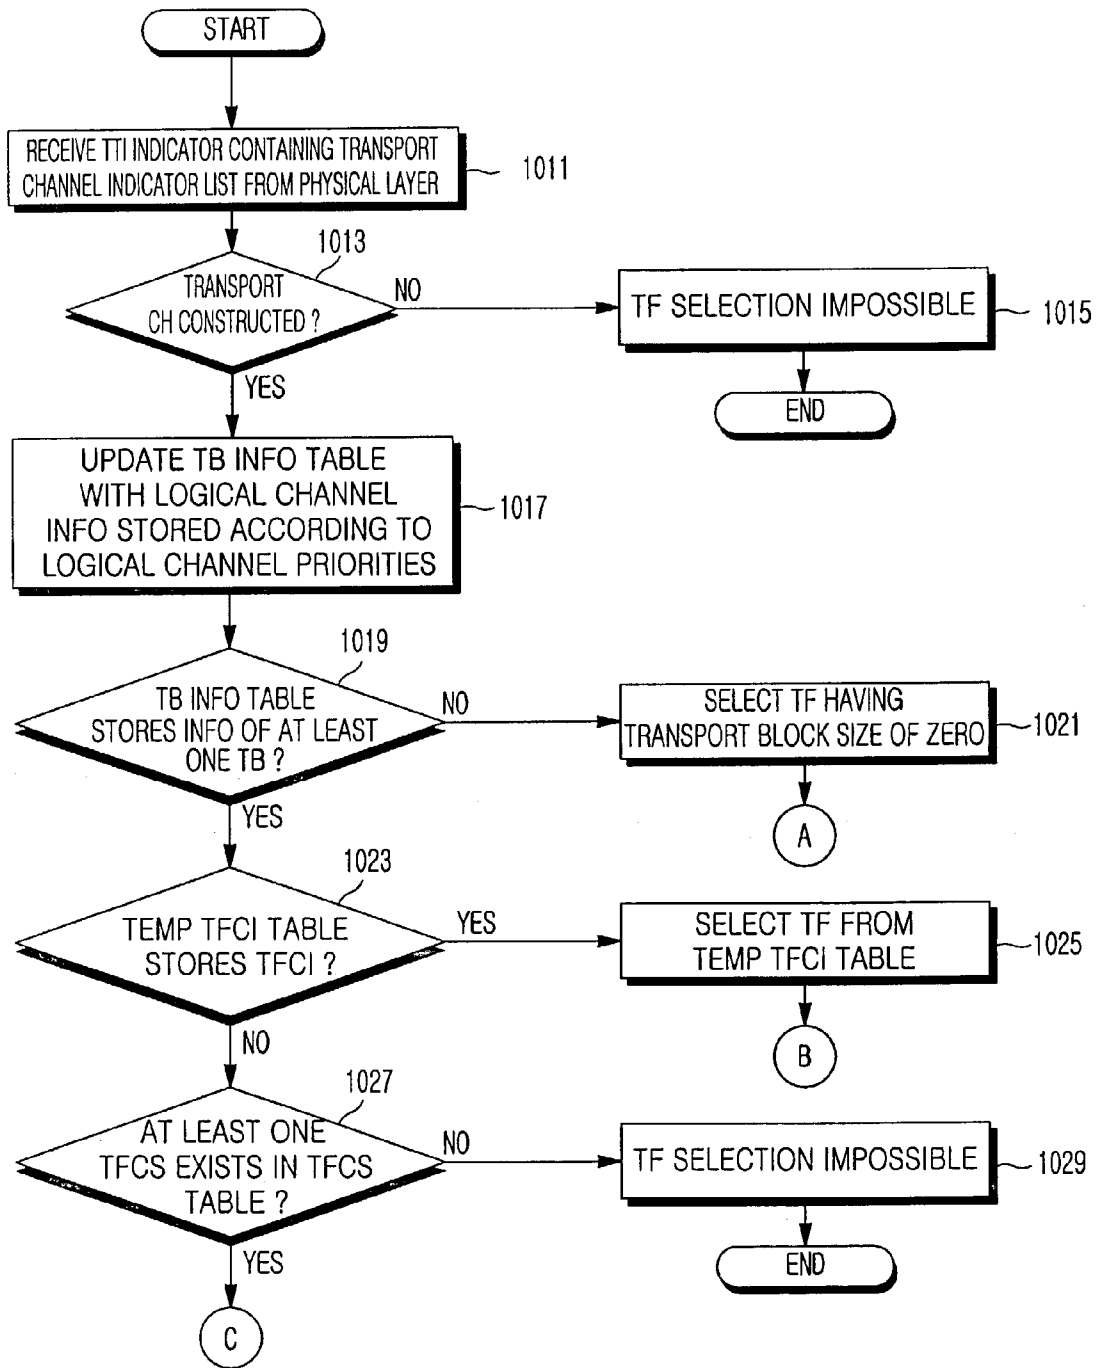 START
RECEIVE TTI INDICATOR CONTAINING TRANSPORT
CHANNEL INDICATOR LIST FROM PHYSICAL LAYER
1011
1013
TRANSPORT
CH CONSTRUCTED ?
NO
TF SELECTION IMPOSSIBLE
1015
END
YES
UPDATE TB INFO TABLE
WITH LOGICAL CHANNEL
INFO STORED ACCORDING TO
LOGICAL CHANNEL PRIORITIES
1017
1019
TB INFO TABLE
STORES INFO OF AT LEAST
ONE TB ?
NO
SELECT TF HAVING
TRANSPORT BLOCK SIZE OF ZERO
1021
A
YES
1023
TEMP TFCI TABLE
STORES TFCI ?
YES
SELECT TF FROM
TEMP TFCI TABLE
1025
B
NO
1027
AT LEAST ONE
TFCS EXISTS IN TFCS
TABLE ?
NO
TF SELECTION IMPOSSIBLE
1029
END
YES
C